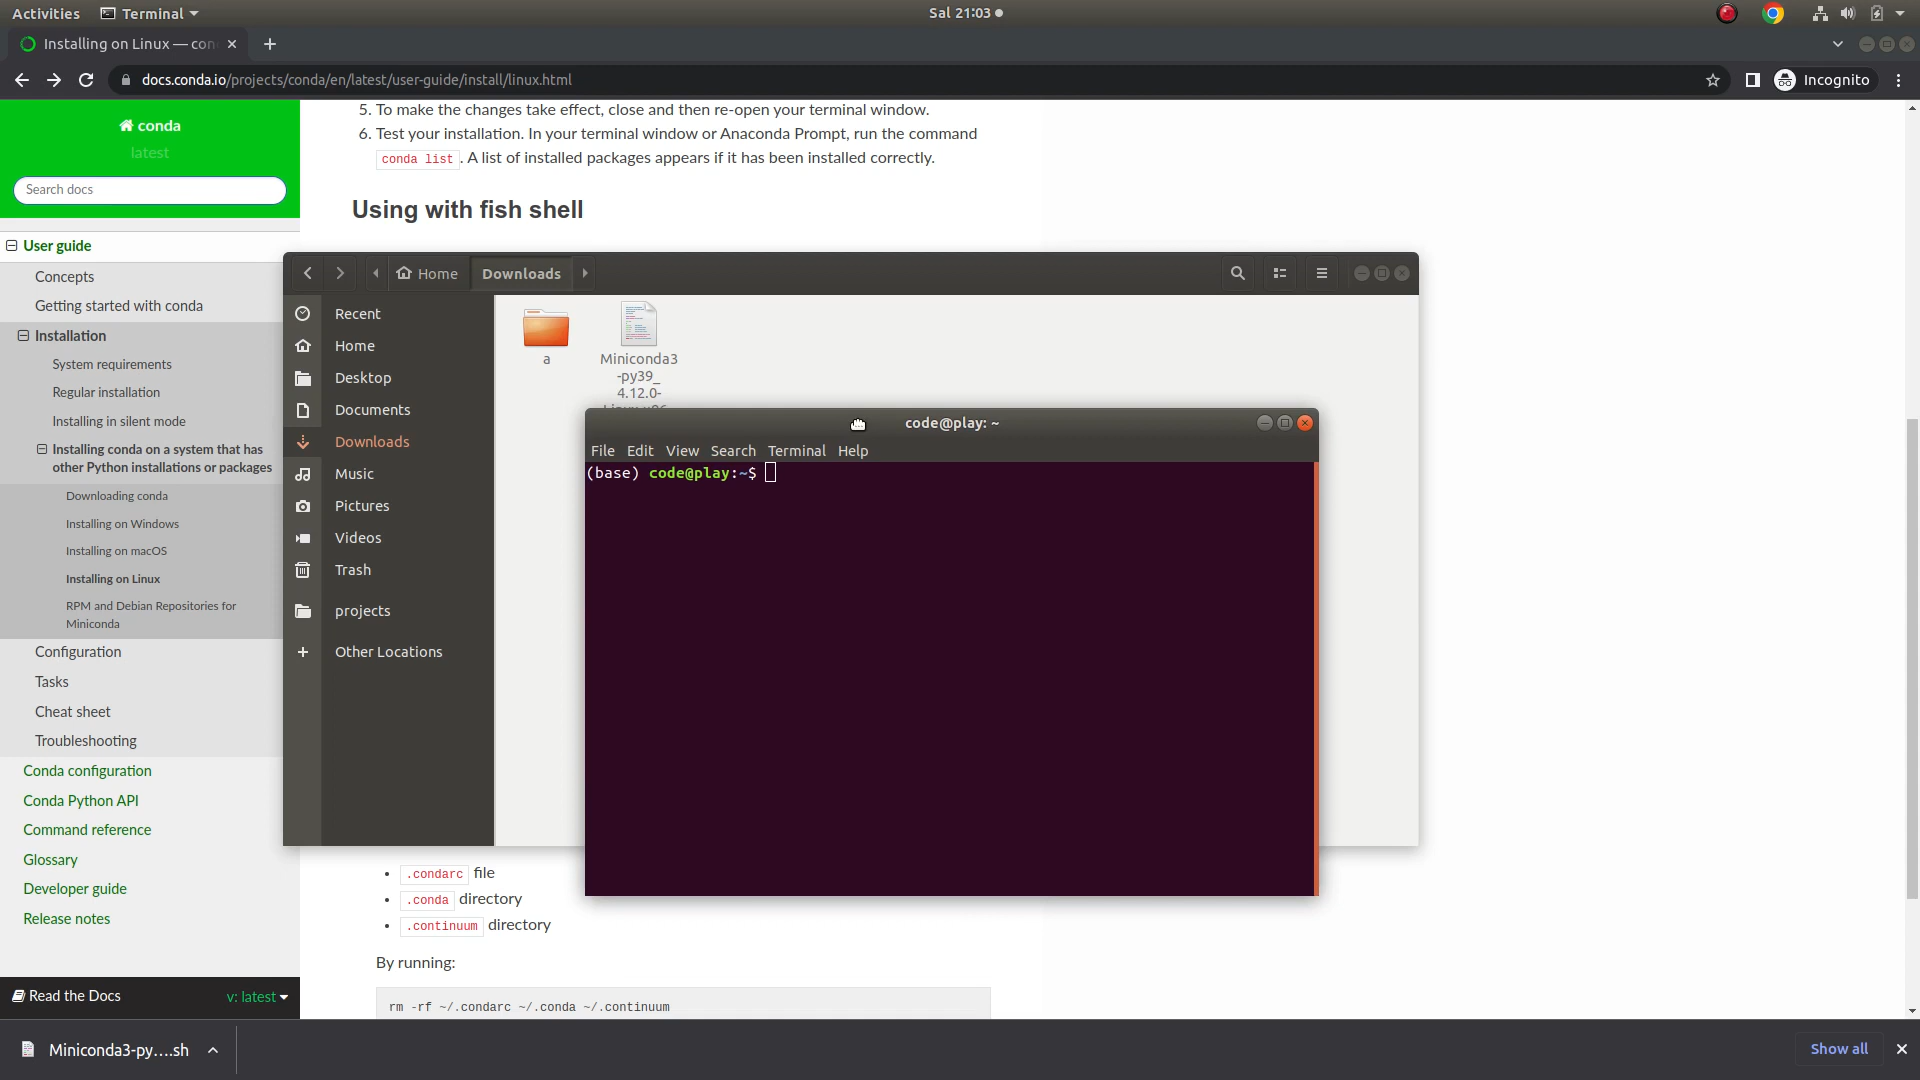 Activities
Terminal
Sal 21:03
Installing on Linux — con
docs.conda.io/projects/conda/en/latest/user-guide/install/linux.html
Incognito
conda
latest
Search docs
User guide
Concepts
Getting started with conda
Installation
System requirements
Regular installation
Installing in silent mode
Installing conda on a system that has
other Python installations or packages
Downloading conda
Installing on Windows
Installing on macOS
Installing on Linux
RPM and Debian Repositories for
Miniconda
Configuration
Tasks
Cheat sheet
Troubleshooting
Conda configuration
Conda Python API
Command reference
Glossary
Developer guide
Release notes
Read the Docs
v: latest
5. To make the changes take effect, close and then re-open your terminal window.
6. Test your installation. In your terminal window or Anaconda Prompt, run the command
conda list. A list of installed packages appears if it has been installed correctly.
Using with fish shell
Home
Downloads
Recent
Home
Desktop
Documents
Downloads
Music
Pictures
Videos
Trash
projects
Other Locations
a
Miniconda3
-py39_
4.12.0-
code@play: ~
File Edit View Search Terminal Help
(base) code@play:~$
.condarc file
.conda directory
.continuum directory
By running:
rm -rf ~/.condarc ~/.conda ~/.continuum
Miniconda3-py....sh
Show all